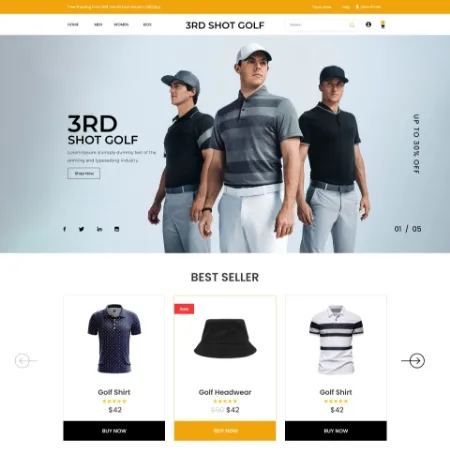 HOME MEN WOMEN KIDS
3RD SHOT GOLF
3RD
SHOT GOLF
Lorem Ipsum is simply dummy text of the
printing and typesetting industry.
Shop Now
UP TO 30% OFF
01 / 05
BEST SELLER
Sale
Golf Shirt
$42
BUY NOW
Golf Headwear
$50 $42
BUY NOW
Golf Shirt
$42
BUY NOW